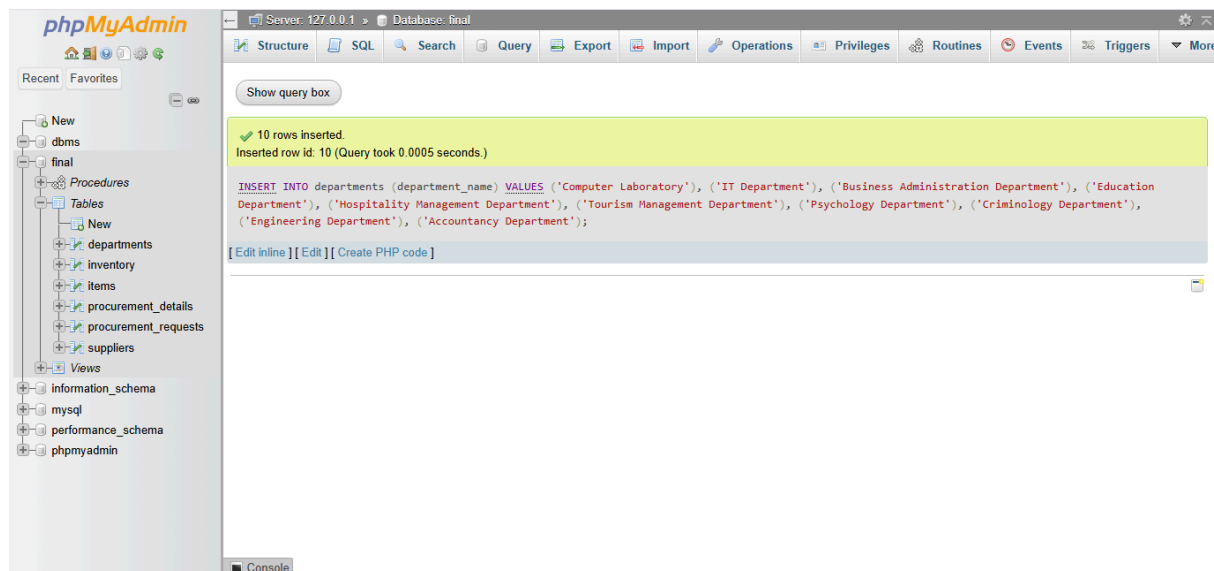 phpMyAdmin
Recent Favorites
New
dbms
final
Procedures
Tables
New
departments
inventory
items
procurement_details
procurement_requests
suppliers
Views
information_schema
mysql
performance_schema
phpmyadmin
Server: 127.0.0.1 » Database: final
Structure SQL Search Query Export Import Operations Privileges Routines Events Triggers More
Show query box
10 rows inserted.
Inserted row id: 10 (Query took 0.0005 seconds.)
INSERT INTO departments (department_name) VALUES ('Computer Laboratory'), ('IT Department'), ('Business Administration Department'), ('Education
Department'), ('Hospitality Management Department'), ('Tourism Management Department'), ('Psychology Department'), ('Criminology Department'),
('Engineering Department'), ('Accountancy Department');
[ Edit inline ] [ Edit ] [ Create PHP code ]
Console